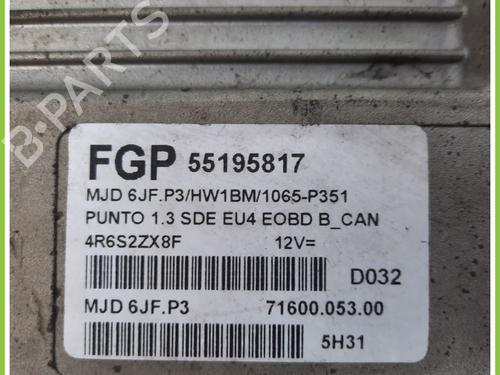 B-PARTS
FGP 55195817
MJD 6JF.P3/HW1BM/1065-P351
PUNTO 1.3 SDE EU4 EOBD B_CAN
4R6S2ZX8F 12V=
D032
MJD 6JF.P3 71600.053.00
5H31